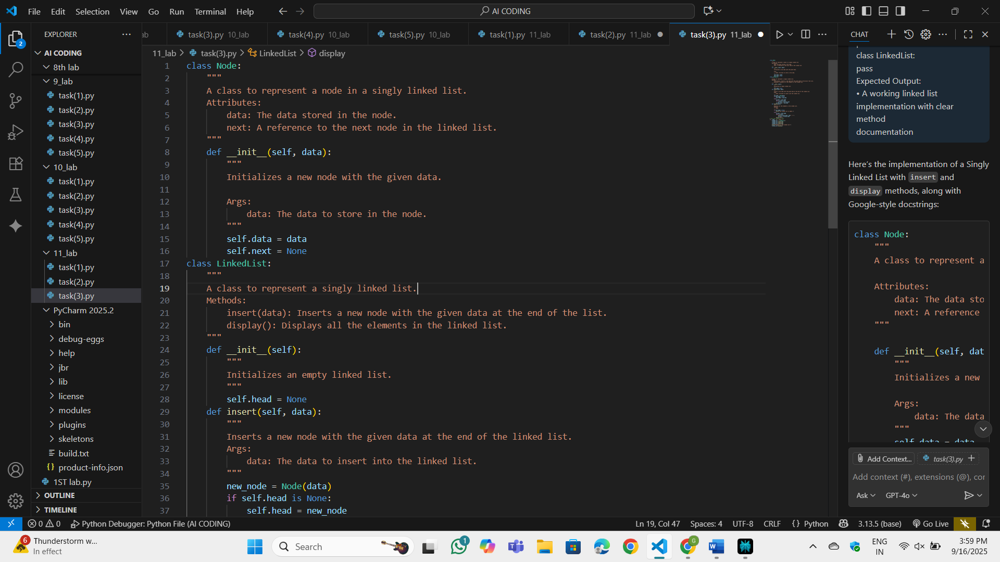 File Edit Selection View Go Run Terminal Help
AI CODING
EXPLORER
2
AI CODING
8th lab
9_lab
task(1).py
task(2).py
task(3).py
task(4).py
task(5).py
10_lab
task(1).py
task(2).py
task(3).py
task(4).py
task(5).py
11_lab
task(1).py
task(2).py
task(3).py
PyCharm 2025.2
bin
debug-eggs
help
jbr
lib
license
modules
plugins
skeletons
build.txt
product-info.json
1ST lab.py
OUTLINE
TIMELINE
ab task(3).py 10_lab task(4).py 10_lab task(5).py 10_lab task(1).py 11_lab task(2).py 11_lab task(3).py 11_lab
11_lab > task(3).py > LinkedList > display
1 class Node:
2 """
3 A class to represent a node in a singly linked list.
4 Attributes:
5 data: The data stored in the node.
6 next: A reference to the next node in the linked list.
7 """
8 def __init__(self, data):
9 """
10 Initializes a new node with the given data.
11
12 Args:
13 data: The data to store in the node.
14 """
15 self.data = data
16 self.next = None
17 class LinkedList:
18 """
19 A class to represent a singly linked list.
20 Methods:
21 insert(data): Inserts a new node with the given data at the end of the list.
22 display(): Displays all the elements in the linked list.
23 """
24 def __init__(self):
25 """
26 Initializes an empty linked list.
27 """
28 self.head = None
29 def insert(self, data):
30 """
31 Inserts a new node with the given data at the end of the linked list.
32 Args:
33 data: The data to insert into the linked list.
34 """
35 new_node = Node(data)
36 if self.head is None:
37 self.head = new_node
CHAT
class LinkedList:
pass
Expected Output:
• A working linked list
implementation with clear
method
documentation
Here's the implementation of a Singly
Linked List with insert and
display methods, along with
Google-style docstrings:
class Node:
"""
A class to represent a
Attributes:
data: The data sto
next: A reference
"""
def __init__(self, dat
"""
Initializes a new
Args:
data: The data
"""
self.data = data
Add Context... task(3).py +
Add context (#), extensions (@), cor
Ask GPT-4o
0 0 Python Debugger: Python File (AI CODING)
Ln 19, Col 47 Spaces: 4 UTF-8 CRLF {} Python 3.13.5 (base) Go Live
6
Thunderstorm w...
In effect
Search
1
G
ENG
IN
3:59 PM
9/16/2025